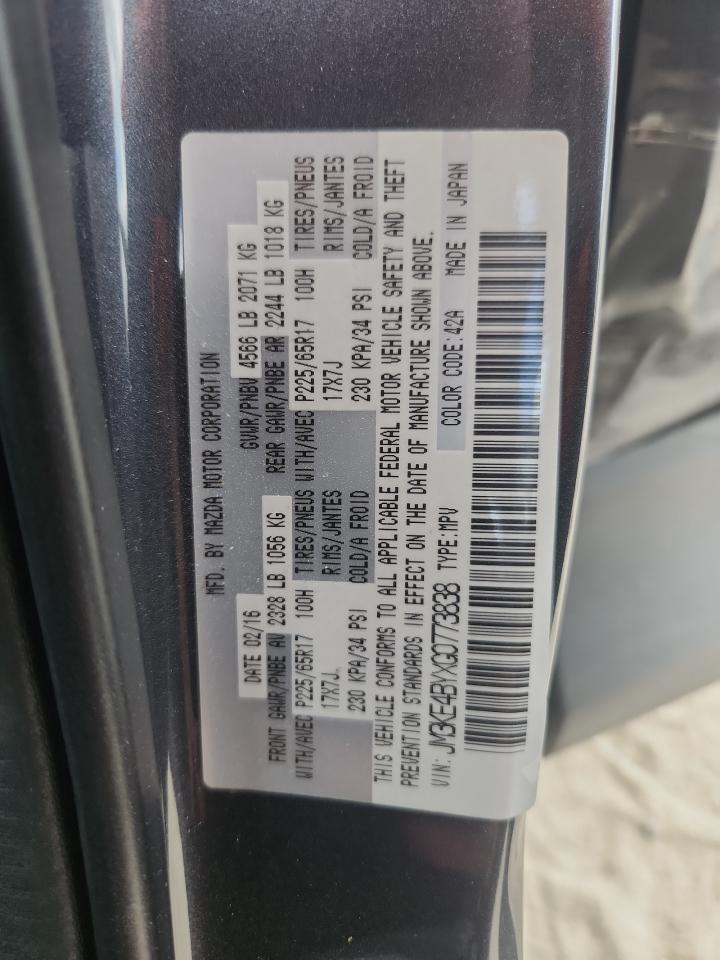 MFD. BY MAZDA MOTOR CORPORATION
DATE 02/16 GVWR/PNBV 4566 LB 2071 KG
FRONT GAWR/PNBE AV 2328 LB 1056 KG REAR GAWR/PNBE AR 2244 LB 1018 KG
WITH/AVEC P225/65R17 100H TIRES/PNEUS WITH/AVEC P225/65R17 100H TIRES/PNEUS
17X7J RIMS/JANTES 17X7J RIMS/JANTES
230 KPA/34 PSI COLD/A FROID 230 KPA/34 PSI COLD/A FROID
THIS VEHICLE CONFORMS TO ALL APPLICABLE FEDERAL MOTOR VEHICLE SAFETY AND THEFT
PREVENTION STANDARDS IN EFFECT ON THE DATE OF MANUFACTURE SHOWN ABOVE.
VIN: JM3KE4BYXG0773838 TYPE:MPV COLOR CODE:42A MADE IN JAPAN